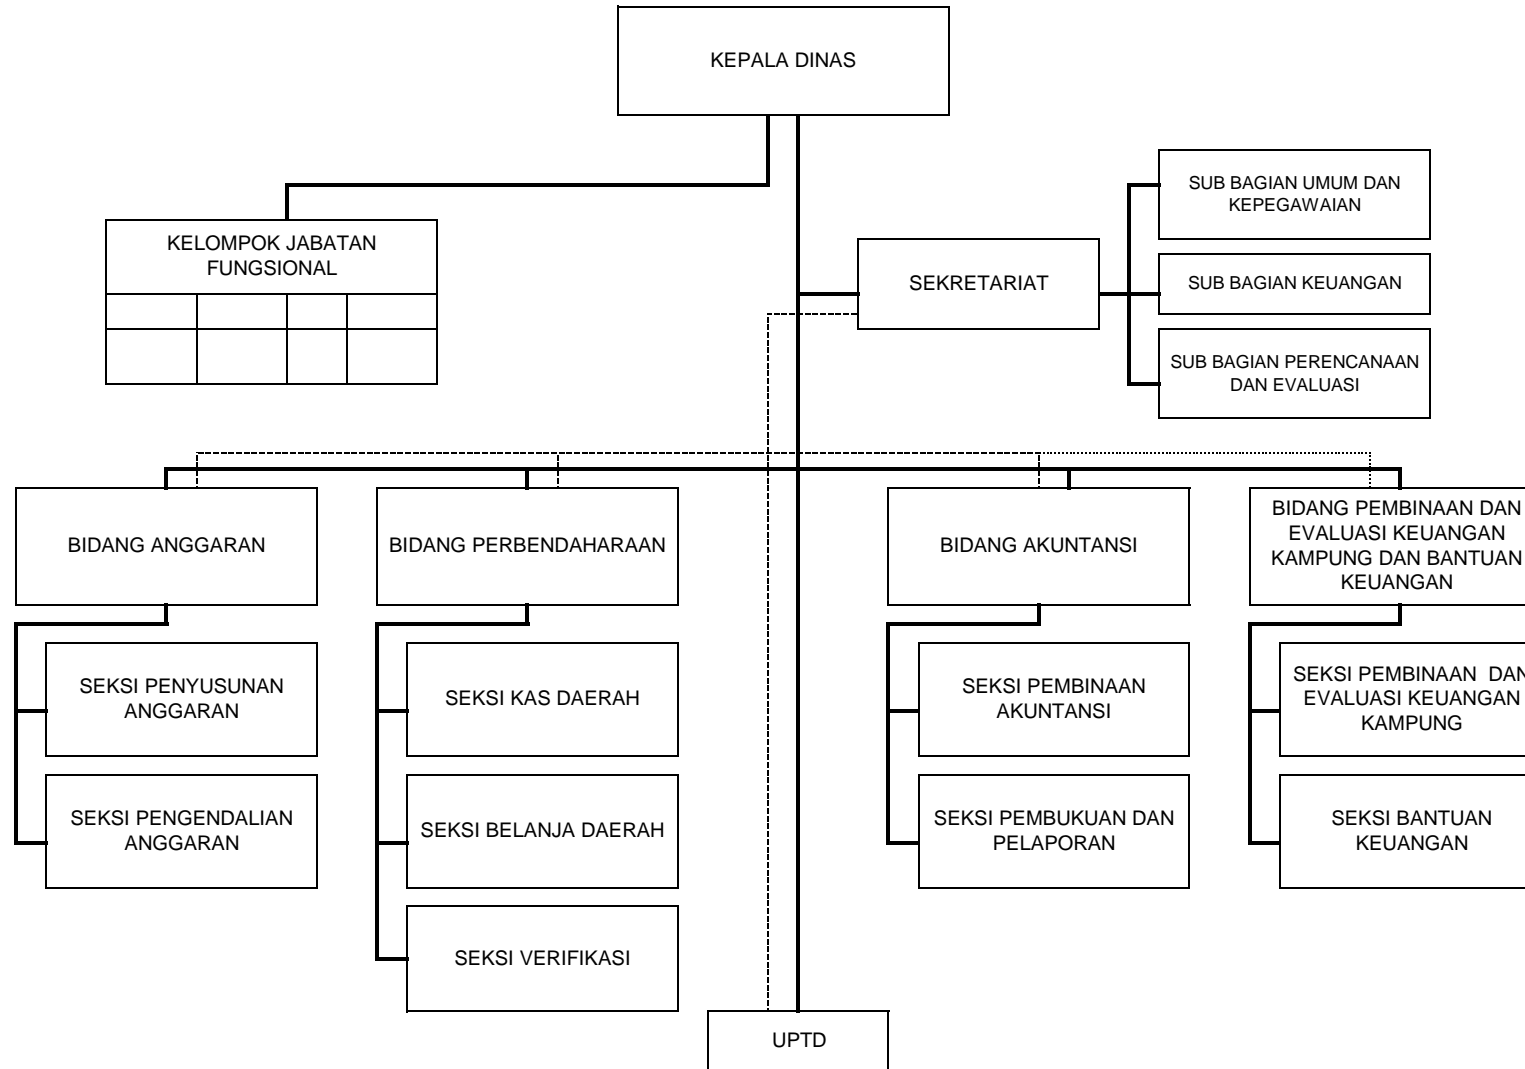 KEPALA DINAS
SUB BAGIAN UMUM DAN
KEPEGAWAIAN
KELOMPOK JABATAN
FUNGSIONAL
SEKRETARIAT
SUB BAGIAN KEUANGAN
SUB BAGIAN PERENCANAAN
DAN EVALUASI
BIDANG ANGGARAN
BIDANG PERBENDAHARAAN
BIDANG AKUNTANSI
BIDANG PEMBINAAN DAN
EVALUASI KEUANGAN
KAMPUNG DAN BANTUAN
KEUANGAN
SEKSI PENYUSUNAN
ANGGARAN
SEKSI KAS DAERAH
SEKSI PEMBINAAN
AKUNTANSI
SEKSI PEMBINAAN  DAN
EVALUASI KEUANGAN
KAMPUNG
SEKSI PENGENDALIAN
ANGGARAN
SEKSI BELANJA DAERAH
SEKSI PEMBUKUAN DAN
PELAPORAN
SEKSI BANTUAN
KEUANGAN
SEKSI VERIFIKASI
UPTD